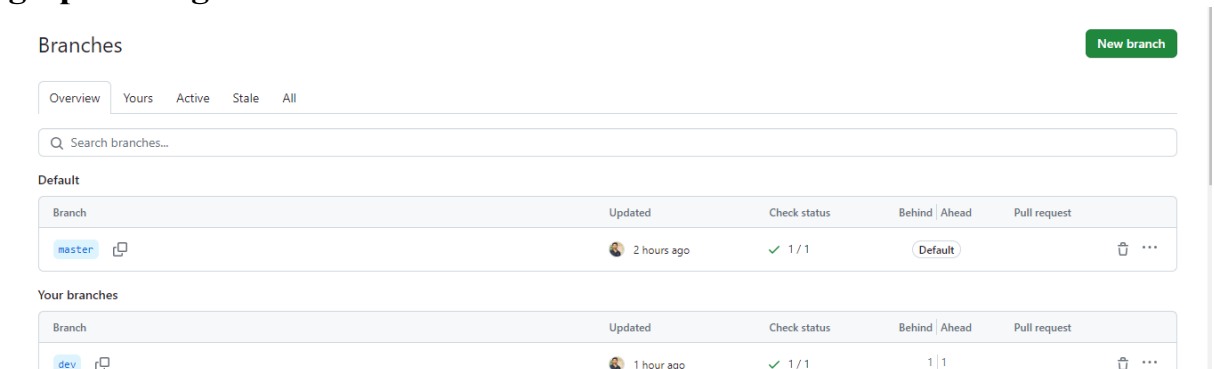 Branches
New branch
Overview Yours Active Stale All
Search branches...
Default
Branch Updated Check status Behind Ahead Pull request
master 2 hours ago 1 / 1 Default
Your branches
Branch Updated Check status Behind Ahead Pull request
dev 1 hour ago 1 / 1 1 1